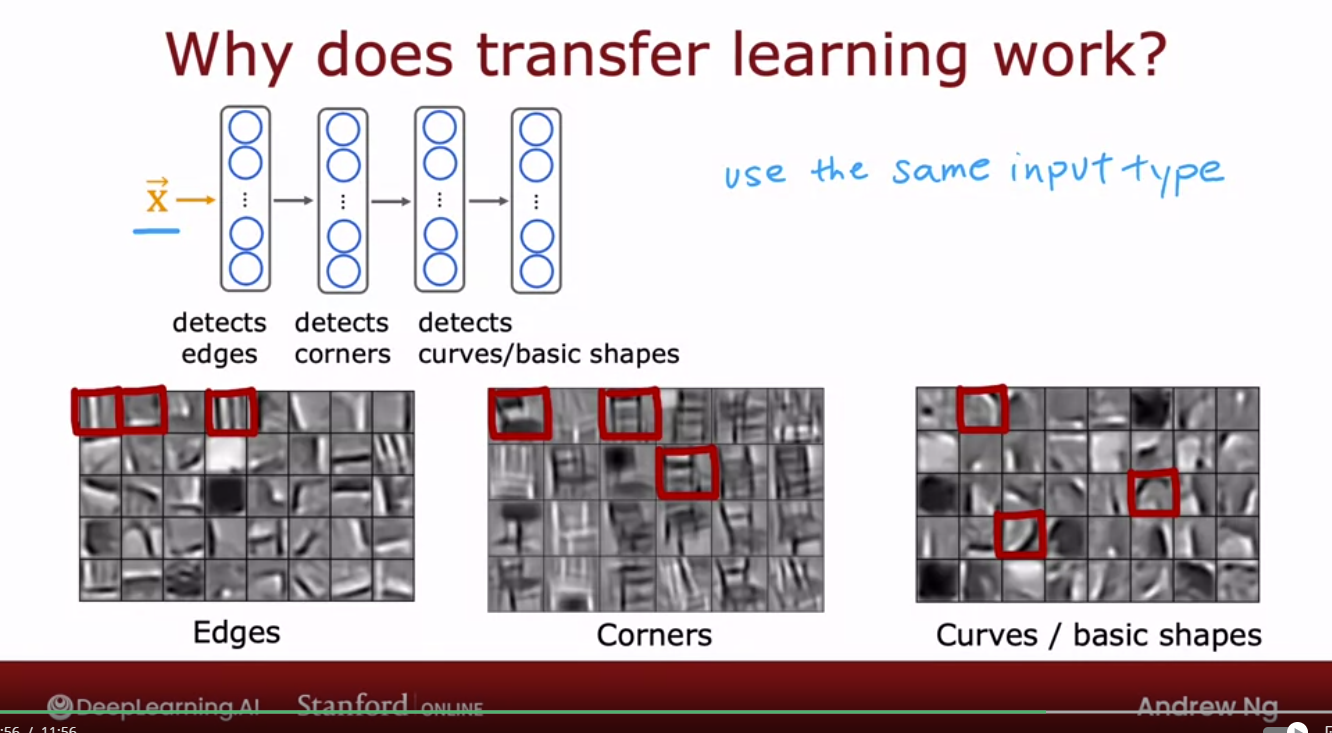 Why does transfer learning work?
use the same input type
x
detects edges
detects corners
detects curves/basic shapes
Edges
Corners
Curves / basic shapes
DeepLearning.AI
Stanford ONLINE
Andrew Ng
:56 / 11:56